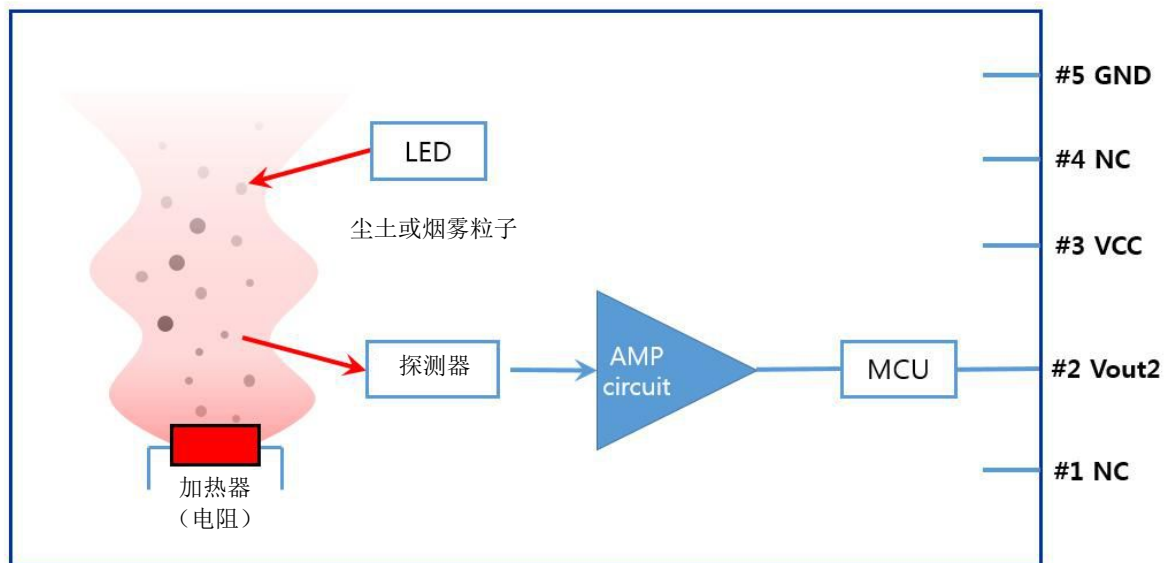 #5 GND
LED
#4 NC
尘土或烟雾粒子
#3 VCC
探测器
AMP
circuit
MCU
#2 Vout2
#1 NC
加热器
（电阻）